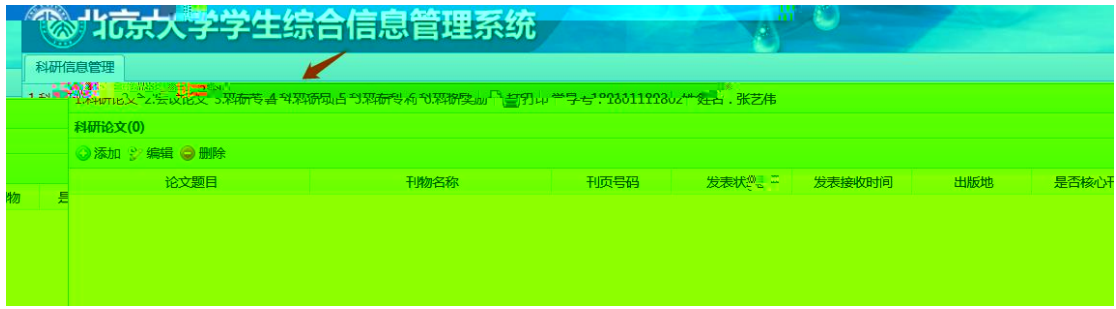 北京大学学生综合信息管理系统
科研信息管理
1.科研论文 2.会议论文 3.科研专著 4.科研项目 5.科研专利 6.科研奖励 打印 学号：1801111802 姓名：张艺伟
科研论文(0)
添加 编辑 删除
论文题目 刊物名称 刊页号码 发表状 发表接收时间 出版地 是否核心刊
物 是